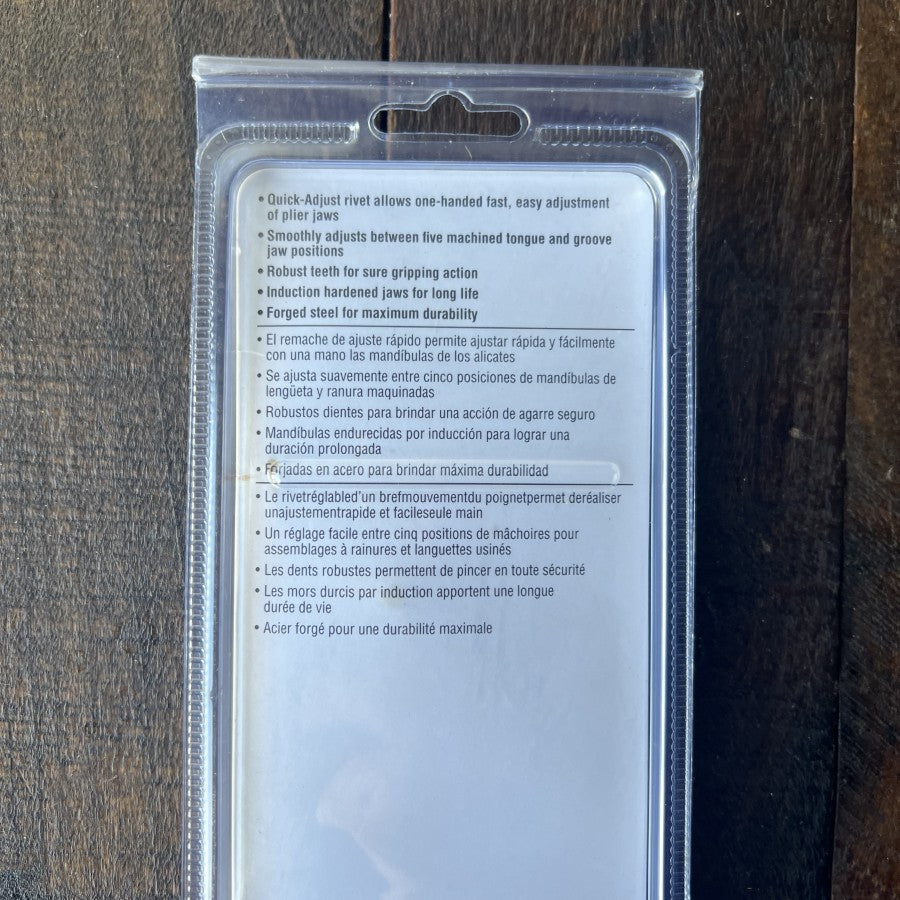 • Quick-Adjust rivet allows one-handed fast, easy adjustment
of plier jaws
• Smoothly adjusts between five machined tongue and groove
jaw positions
• Robust teeth for sure gripping action
• Induction hardened jaws for long life
• Forged steel for maximum durability
• El remache de ajuste rápido permite ajustar rápida y fácilmente
con una mano las mandíbulas de los alicates
• Se ajusta suavemente entre cinco posiciones de mandíbulas de
lengüeta y ranura maquinadas
• Robustos dientes para brindar una acción de agarre seguro
• Mandíbulas endurecidas por inducción para lograr una
duración prolongada
• Forjadas en acero para brindar máxima durabilidad
• Le rivetréglabled'un brefmouvementdu poignetpermet deréaliser
unajustementrapide et facileseule main
• Un réglage facile entre cinq positions de mâchoires pour
assemblages à rainures et languettes usinés
• Les dents robustes permettent de pincer en toute sécurité
• Les mors durcis par induction apportent une longue
durée de vie
• Acier forgé pour une durabilité maximale